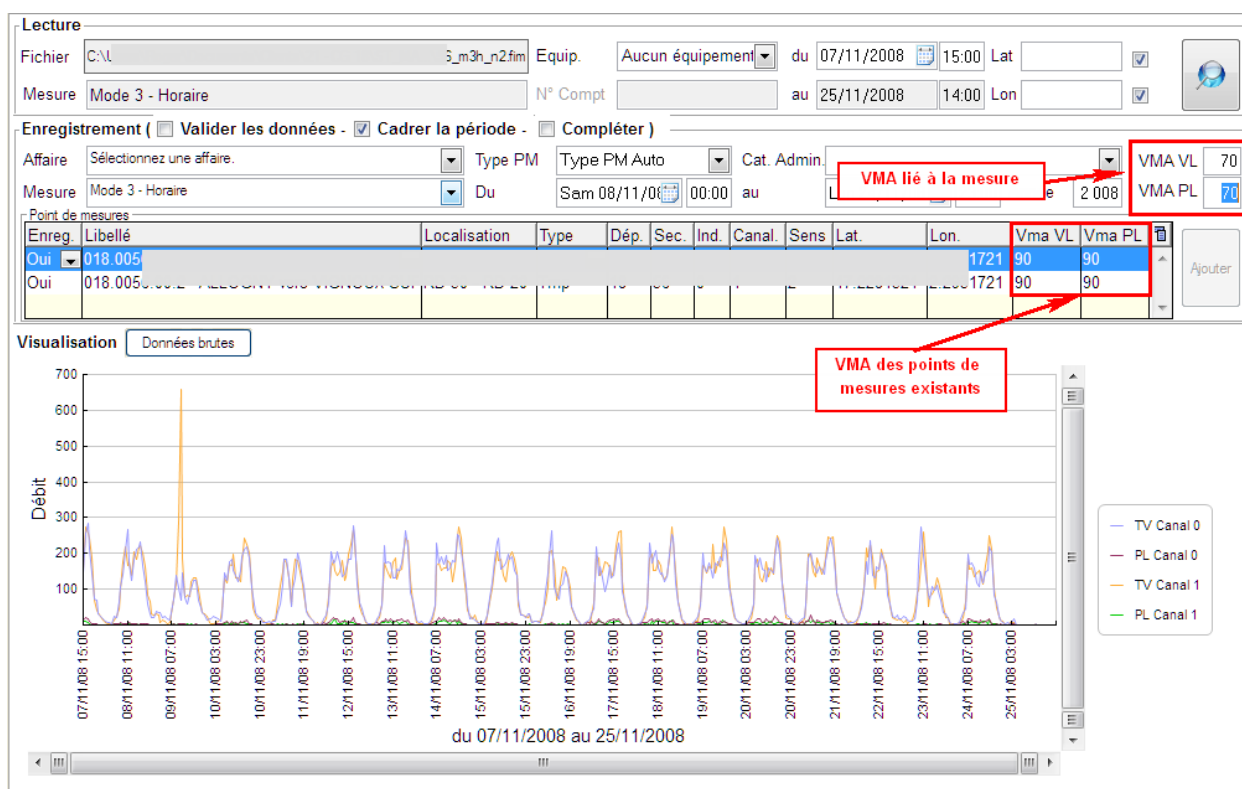 Lecture
Fichier C:\ _m3h_n2.fim Equip. Aucun équipement du 07/11/2008 15:00 Lat
Mesure Mode 3 - Horaire N° Compt au 25/11/2008 14:00 Lon
Enregistrement ( Valider les données - Cadrer la période - Compléter )
Affaire Sélectionnez une affaire. Type PM Type PM Auto Cat. Admin. VMA VL 70
Mesure Mode 3 - Horaire Du Sam 08/11/08 00:00 au 2 008 VMA PL 70
VMA lié à la mesure
Point de mesures
Enreg. Libellé Localisation Type Dép. Sec. Ind. Canal. Sens Lat. Lon. Vma VL Vma PL
Oui 018.005 1721 90 90
Oui 1721 90 90
Ajouter
Visualisation Données brutes
VMA des points de
mesures existants
700
600
500
400
300
200
100
Débit
07/11/08 15:00
08/11/08 11:00
09/11/08 07:00
10/11/08 03:00
10/11/08 23:00
11/11/08 19:00
12/11/08 15:00
13/11/08 11:00
14/11/08 07:00
15/11/08 03:00
15/11/08 23:00
16/11/08 19:00
17/11/08 15:00
18/11/08 11:00
19/11/08 07:00
20/11/08 03:00
20/11/08 23:00
21/11/08 19:00
22/11/08 15:00
23/11/08 11:00
24/11/08 07:00
25/11/08 03:00
du 07/11/2008 au 25/11/2008
TV Canal 0
PL Canal 0
TV Canal 1
PL Canal 1